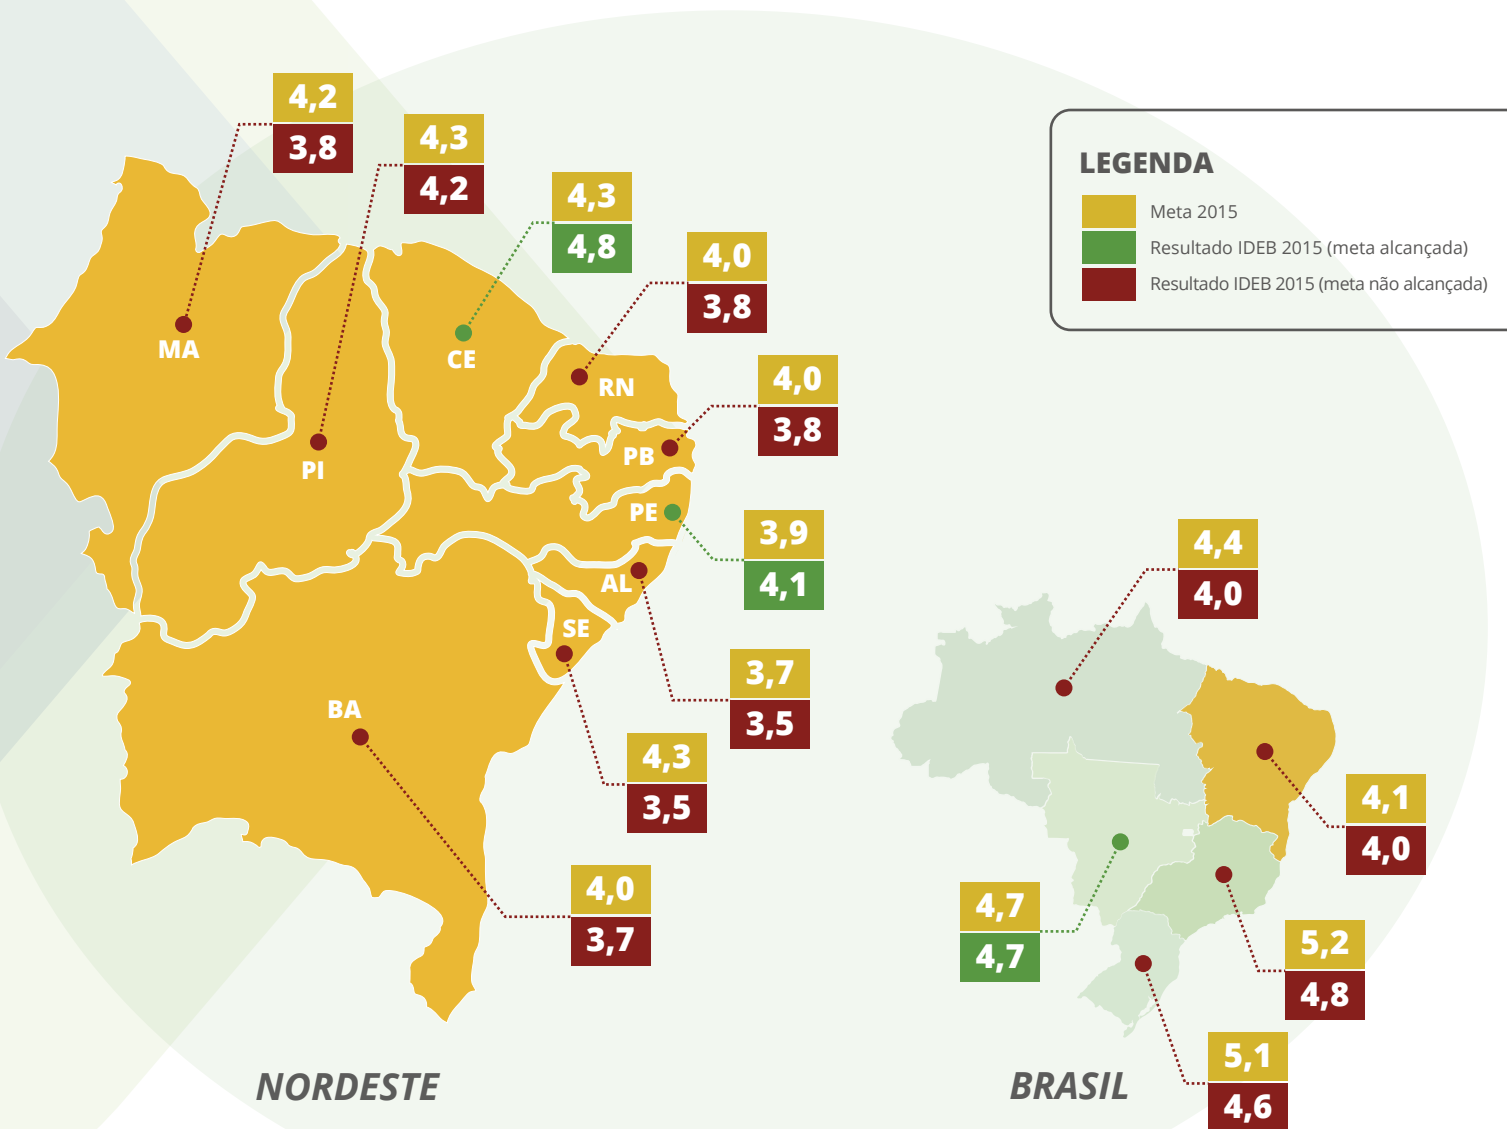 4,2
3,8
4,3
4,2
4,3
4,8
4,0
3,8
4,0
3,8
3,9
4,1
3,7
3,5
4,3
3,5
4,0
3,7
MA
PI
CE
RN
PB
PE
AL
SE
BA
NORDESTE
LEGENDA
Meta 2015
Resultado IDEB 2015 (meta alcançada)
Resultado IDEB 2015 (meta não alcançada)
4,4
4,0
4,1
4,0
4,7
4,7
5,2
4,8
5,1
4,6
BRASIL